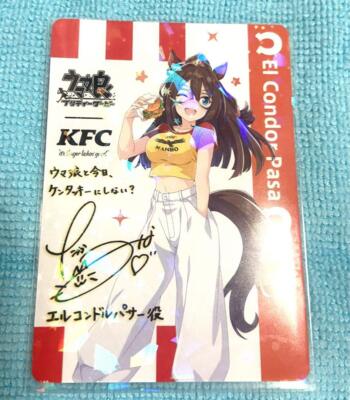 ウマ娘
プリティーダービー
KFC
it's finger lickin' good
El Condor Pasa
MAMBO
ウマ娘と今日、
ケンタッキーにしない?
エルコンドルパサー役